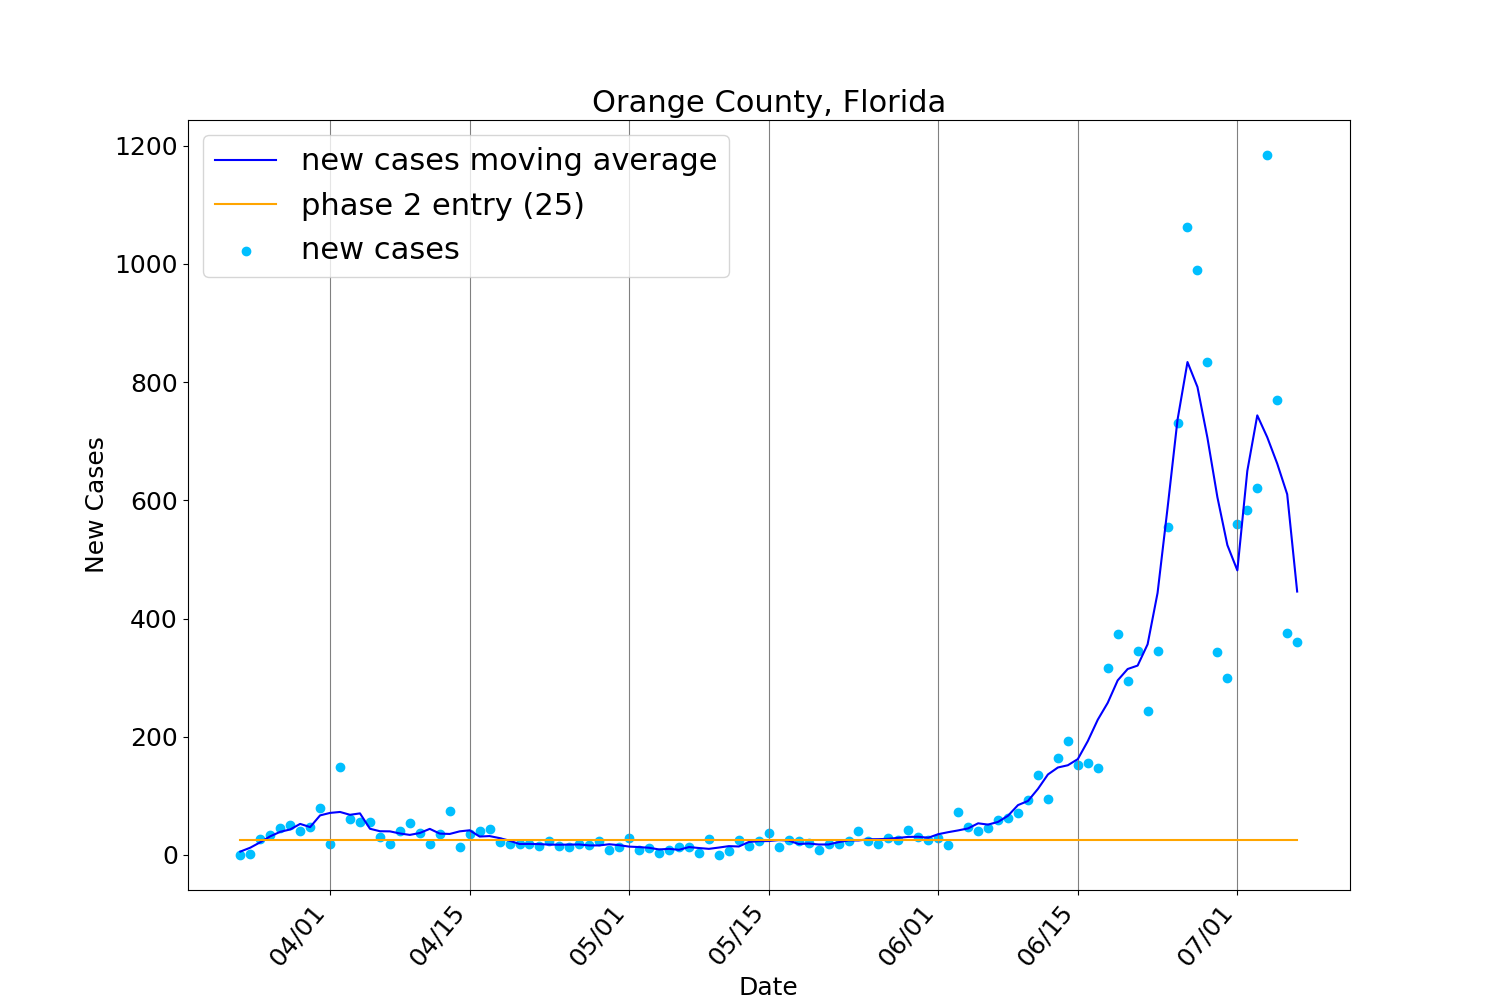 Orange County, Florida
new cases moving average
phase 2 entry (25)
new cases
1200
1000
800
600
400
200
0
New Cases
04/01
04/15
05/01
05/15
06/01
06/15
07/01
Date